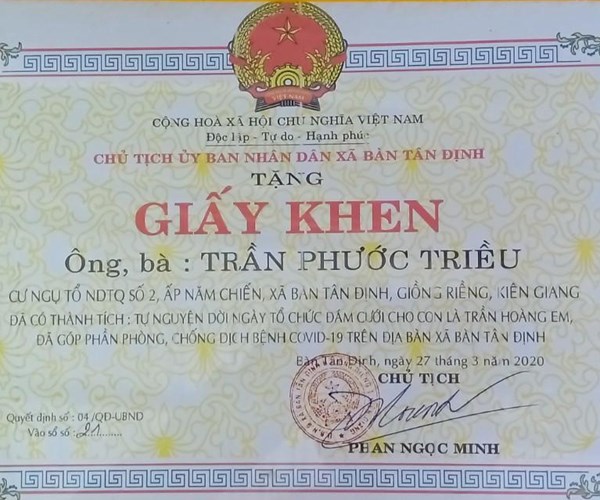 VIỆT NAM
CỘNG HOÀ XÃ HỘI CHỦ NGHĨA VIỆT NAM
Độc lập - Tự do - Hạnh phúc
CHỦ TỊCH ỦY BAN NHÂN DÂN XÃ BÀN TÂN ĐỊNH
TẶNG
GIẤY KHEN
Ông, bà : TRẦN PHƯỚC TRIỀU
CƯ NGỤ TỔ NDTQ SỐ 2, ẤP NĂM CHIẾN, XÃ BÀN TÂN ĐỊNH, GIỒNG RIỀNG, KIÊN GIANG
ĐÃ CÓ THÀNH TÍCH : TỰ NGUYỆN DỜI NGÀY TỔ CHỨC ĐÁM CƯỚI CHO CON LÀ TRẦN HOÀNG EM,
ĐÃ GÓP PHẦN PHÒNG, CHỐNG DỊCH BỆNH COVID-19 TRÊN ĐỊA BÀN XÃ BÀN TÂN ĐỊNH
Bàn Tân Định, ngày 27 tháng 3 năm 2020
CHỦ TỊCH
Quyết định số : 04/QĐ-UBND
Vào sổ số : 21
PHAN NGỌC MINH